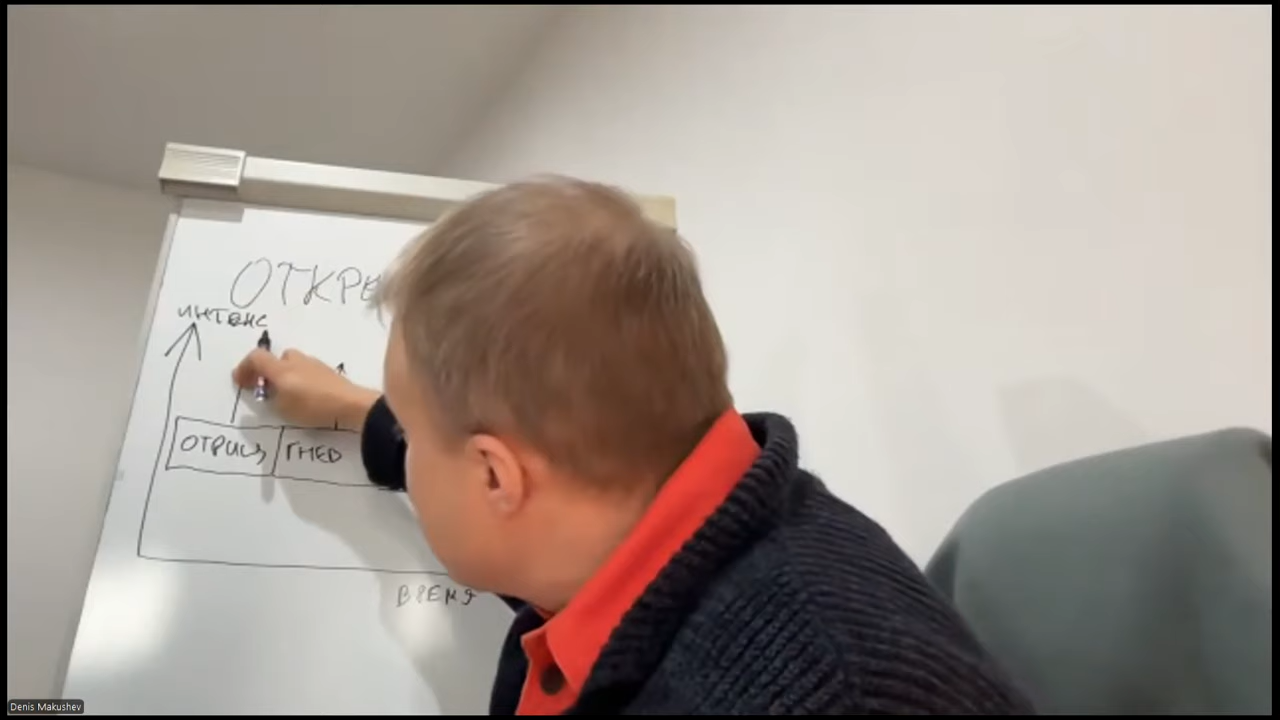 ОТКРЕ
интенс
ОТРИЦ ГНЕВ
ВРЕМЯ
Denis Makushev